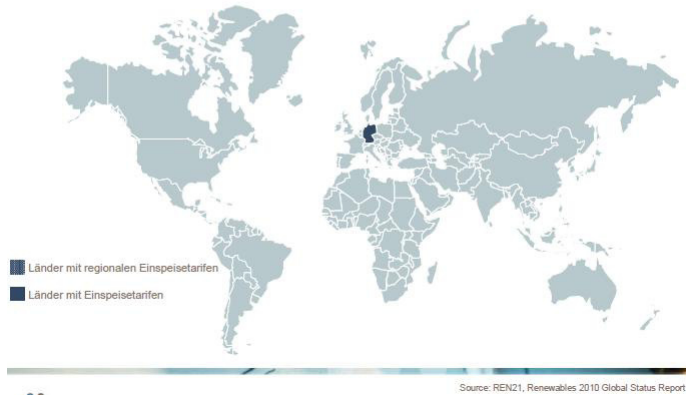 Länder mit regionalen Einspeisetarifen
Länder mit Einspeisetarifen
Source: REN21, Renewables 2010 Global Status Report